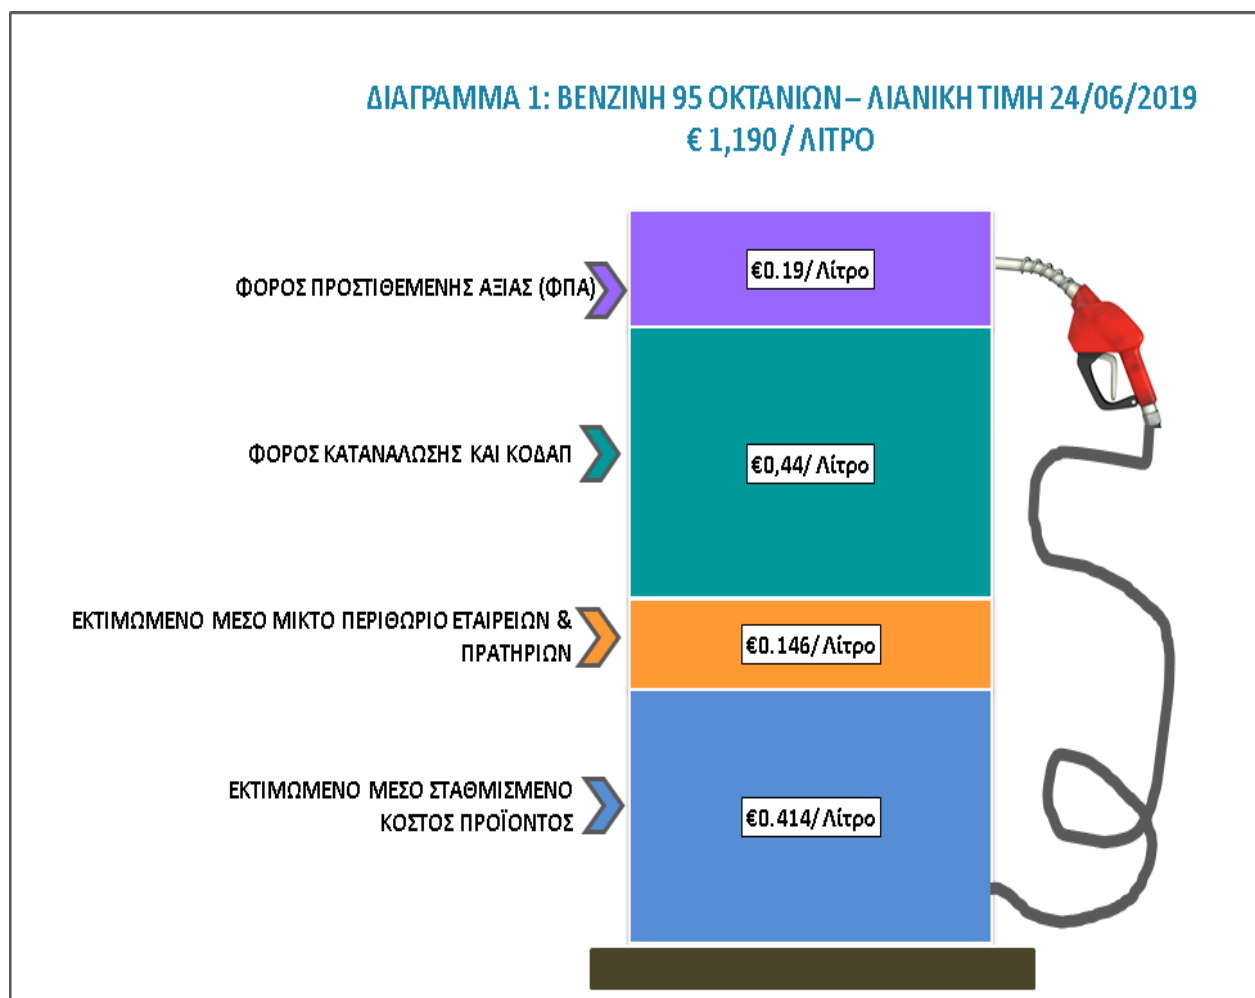 ΔΙΑΓΡΑΜΜΑ 1: ΒΕΝΖΙΝΗ 95 ΟΚΤΑΝΙΩΝ – ΛΙΑΝΙΚΗ ΤΙΜΗ 24/06/2019
€ 1,190 / ΛΙΤΡΟ
€0.19/ Λίτρο
ΦΟΡΟΣ ΠΡΟΣΤΙΘΕΜΕΝΗΣ ΑΞΙΑΣ (ΦΠΑ)
ΦΟΡΟΣ ΚΑΤΑΝΑΛΩΣΗΣ ΚΑΙ ΚΟΔΑΠ
€0,44/ Λίτρο
ΕΚΤΙΜΩΜΕΝΟ ΜΕΣΟ ΜΙΚΤΟ ΠΕΡΙΘΩΡΙΟ ΕΤΑΙΡΕΙΩΝ &
ΠΡΑΤΗΡΙΩΝ
€0.146/ Λίτρο
ΕΚΤΙΜΩΜΕΝΟ ΜΕΣΟ ΣΤΑΘΜΙΣΜΕΝΟ
ΚΟΣΤΟΣ ΠΡΟΪΟΝΤΟΣ
€0.414/ Λίτρο